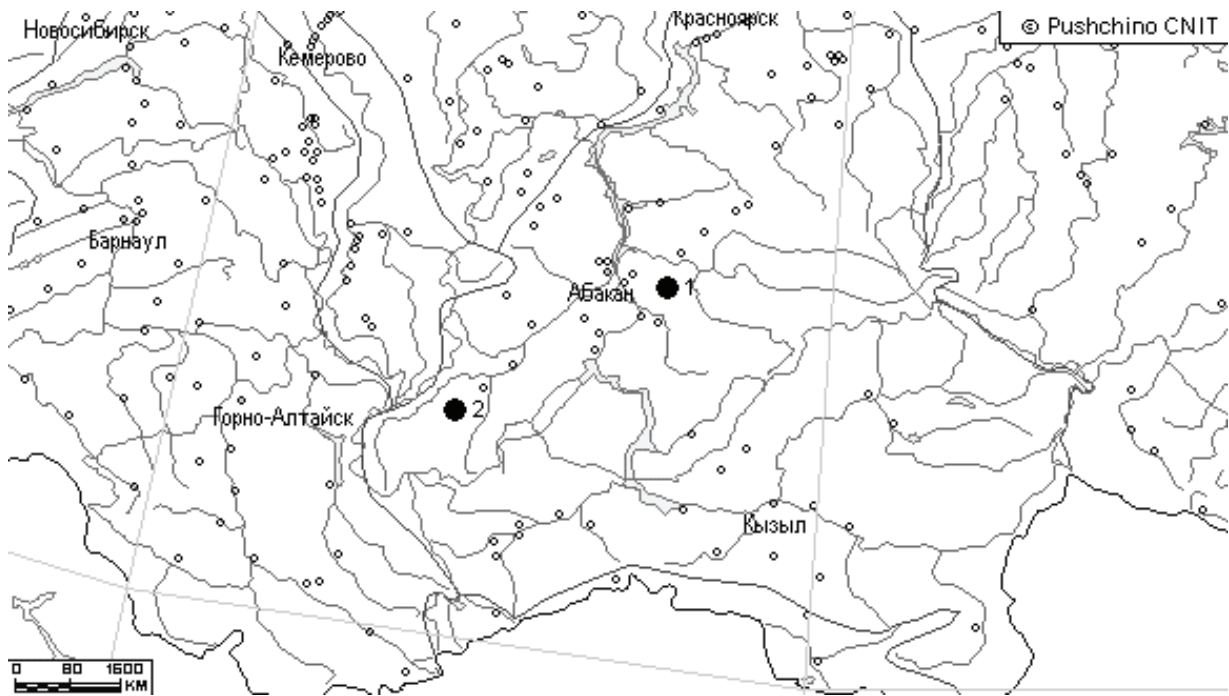 Новосибирск
Кемерово
Красноярск
© Pushchino CNIT
Барнаул
Абакан
1
Горно-Алтайск
2
Кызыл
0 80 1600
КМ